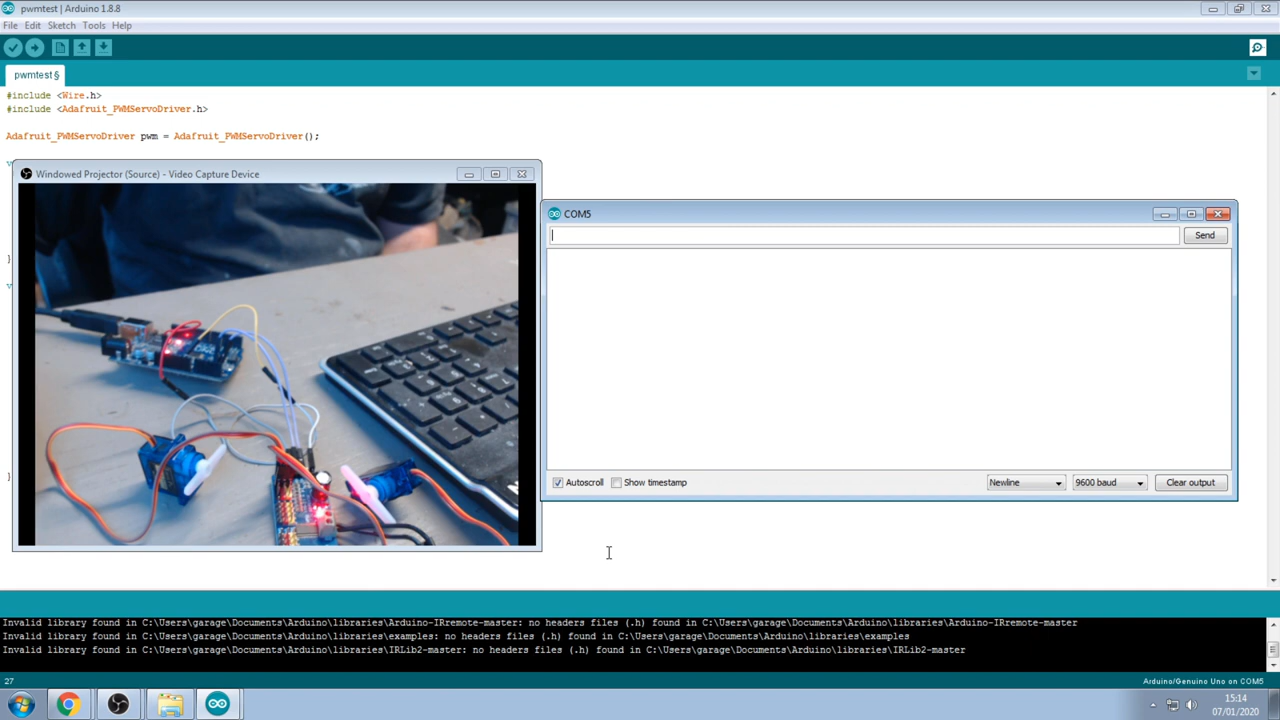 pwmtest | Arduino 1.8.8
File Edit Sketch Tools Help
pwmtest §
#include <Wire.h>
#include <Adafruit_PWMServoDriver.h>
Adafruit_PWMServoDriver pwm = Adafruit_PWMServoDriver();
Windowed Projector (Source) - Video Capture Device
COM5
Send
}
}
Autoscroll Show timestamp Newline 9600 baud Clear output
Invalid library found in C:\Users\garage\Documents\Arduino\libraries\Arduino-IRremote-master: no headers files (.h) found in C:\Users\garage\Documents\Arduino\libraries\Arduino-IRremote-master
Invalid library found in C:\Users\garage\Documents\Arduino\libraries\examples: no headers files (.h) found in C:\Users\garage\Documents\Arduino\libraries\examples
Invalid library found in C:\Users\garage\Documents\Arduino\libraries\IRLib2-master: no headers files (.h) found in C:\Users\garage\Documents\Arduino\libraries\IRLib2-master
27 Arduino/Genuino Uno on COM5
15:14
07/01/2020